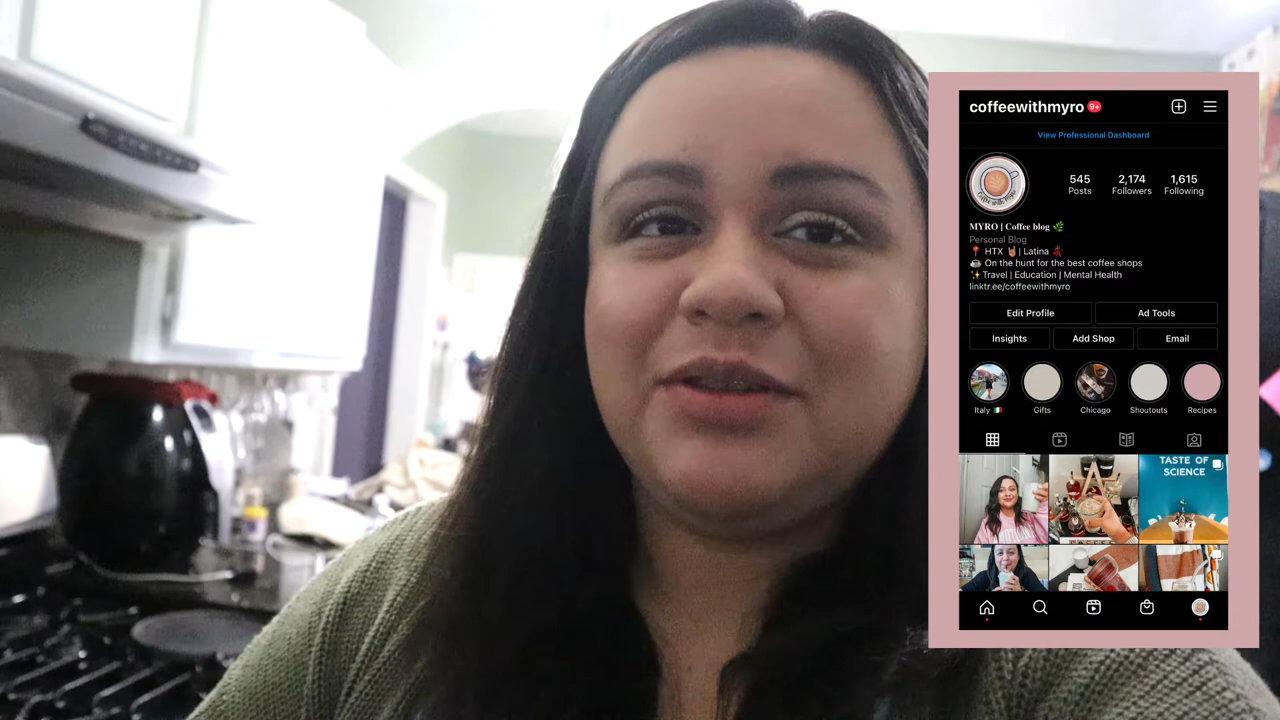 coffeewithmyro 9+
View Professional Dashboard
545 2,174 1,615
Posts Followers Following
MYRO | Coffee blog 🌿
Personal Blog
📍 HTX 🤘🏽 | Latina 💃🏽
☕ On the hunt for the best coffee shops
✨Travel | Education | Mental Health
linktr.ee/coffeewithmyro
Edit Profile Ad Tools
Insights Add Shop Email
Italy 🇮🇹 Gifts Chicago Shoutouts Recipes
TASTE OF
SCIENCE